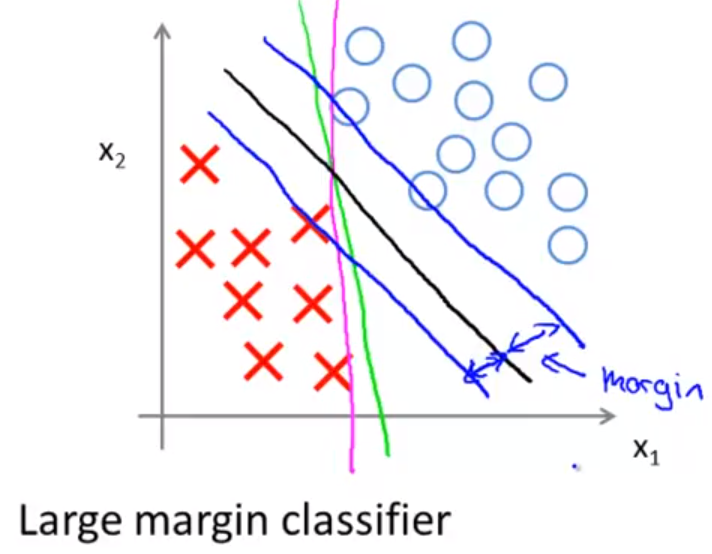 x₂
margin
x₁
Large margin classifier